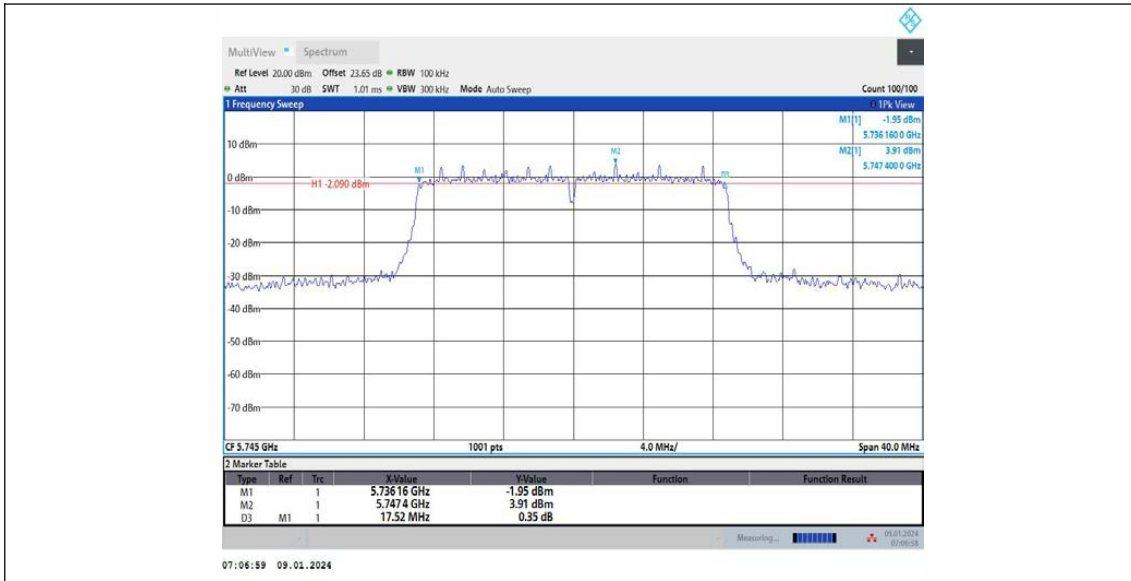 MultiView Spectrum
Ref Level 20.00 dBm Offset 23.65 dB RBW 100 kHz
Att 30 dB SWT 1.01 ms VBW 300 kHz Mode Auto Sweep Count 100/100
1 Frequency Sweep 1Pk View
M1[1] -1.95 dBm
5.736 160 0 GHz
10 dBm
M2[1] 3.91 dBm
5.747 400 0 GHz
M2
M1
0 dBm
D3
H1 -2.090 dBm
-10 dBm
-20 dBm
-30 dBm
-40 dBm
-50 dBm
-60 dBm
-70 dBm
CF 5.745 GHz 1001 pts 4.0 MHz/ Span 40.0 MHz
2 Marker Table
Type Ref Trc X-Value Y-Value Function Function Result
M1 1 5.736 16 GHz -1.95 dBm
M2 1 5.747 4 GHz 3.91 dBm
D3 M1 1 17.52 MHz 0.35 dB
Measuring... 09.01.2024
07:06:58
07:06:59 09.01.2024